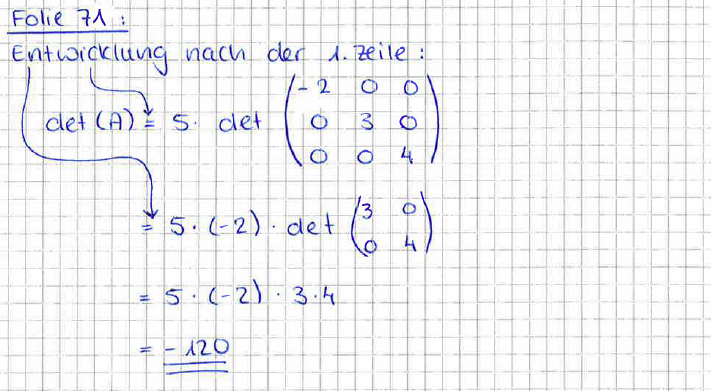 Folie 71:
Entwicklung nach der 1. Zeile:
det(A) = 5 · det
-2 0 0
0 3 0
0 0 4
= 5 · (-2) · det
3 0
0 4
= 5 · (-2) · 3 · 4
= -120